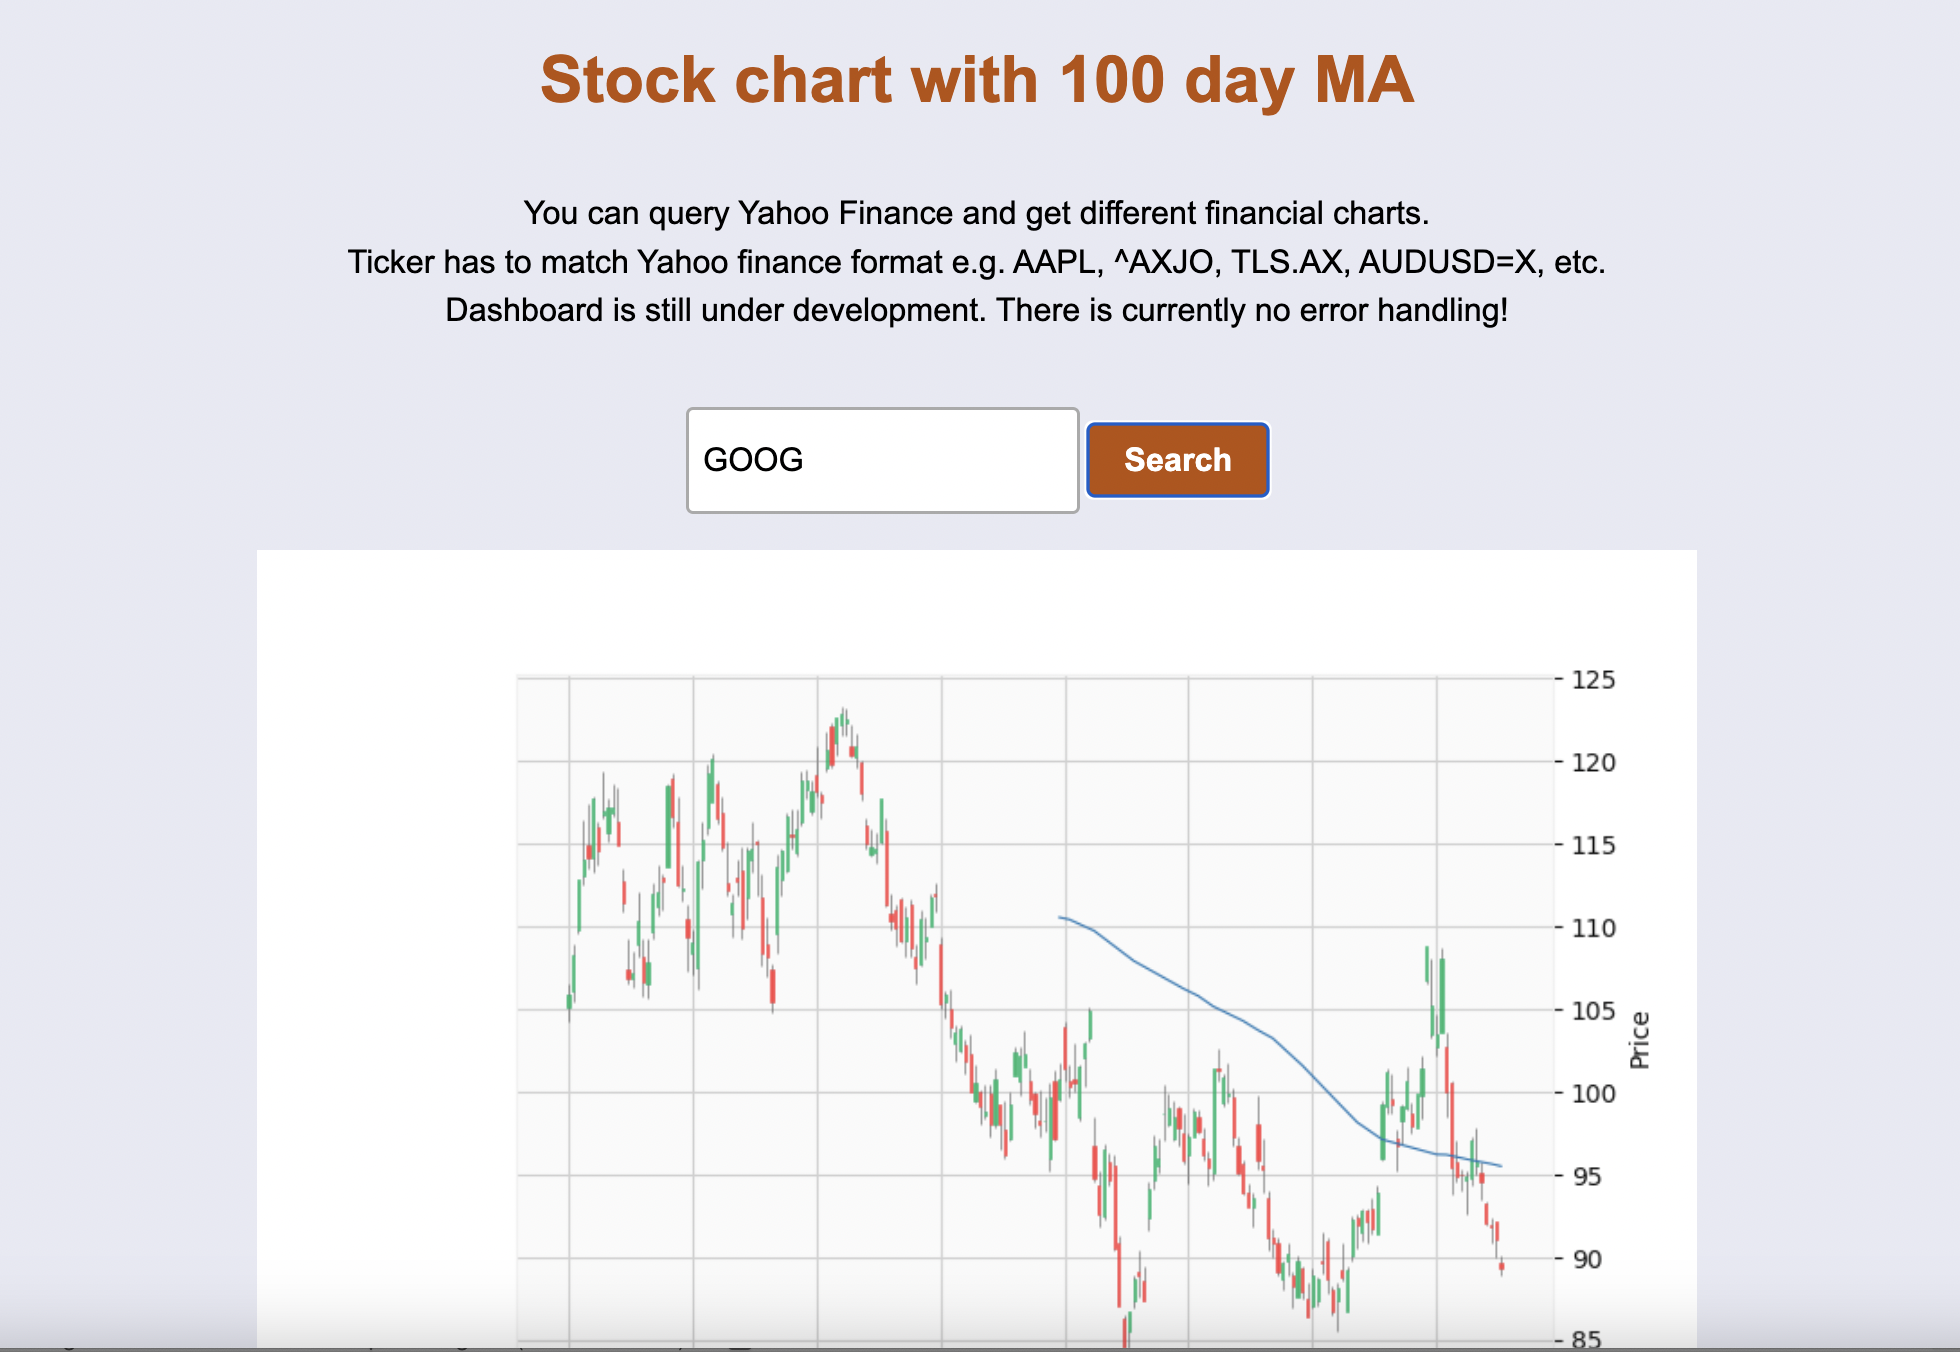 Stock chart with 100 day MA
You can query Yahoo Finance and get different financial charts.
Ticker has to match Yahoo finance format e.g. AAPL, ^AXJO, TLS.AX, AUDUSD=X, etc.
Dashboard is still under development. There is currently no error handling!
GOOG
Search
125
120
115
110
105
100
95
90
85
Price